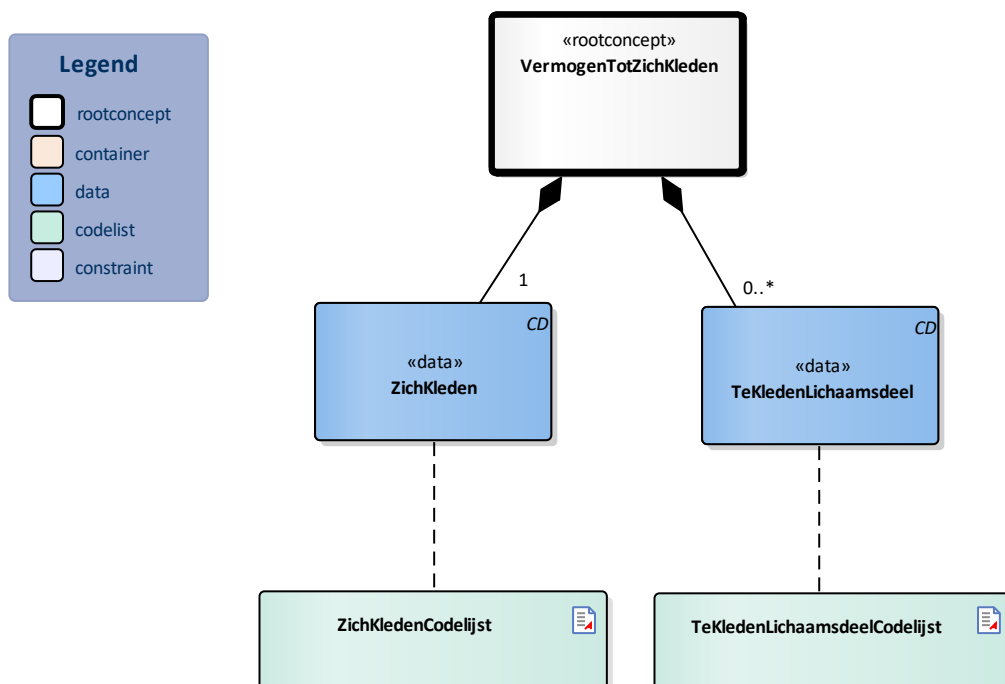 Legend
rootconcept
container
data
codelist
constraint
«rootconcept»
VermogenTotZichKleden
1
0..*
CD
«data»
ZichKleden
CD
«data»
TeKledenLichaamsdeel
ZichKledenCodelijst
TeKledenLichaamsdeelCodelijst